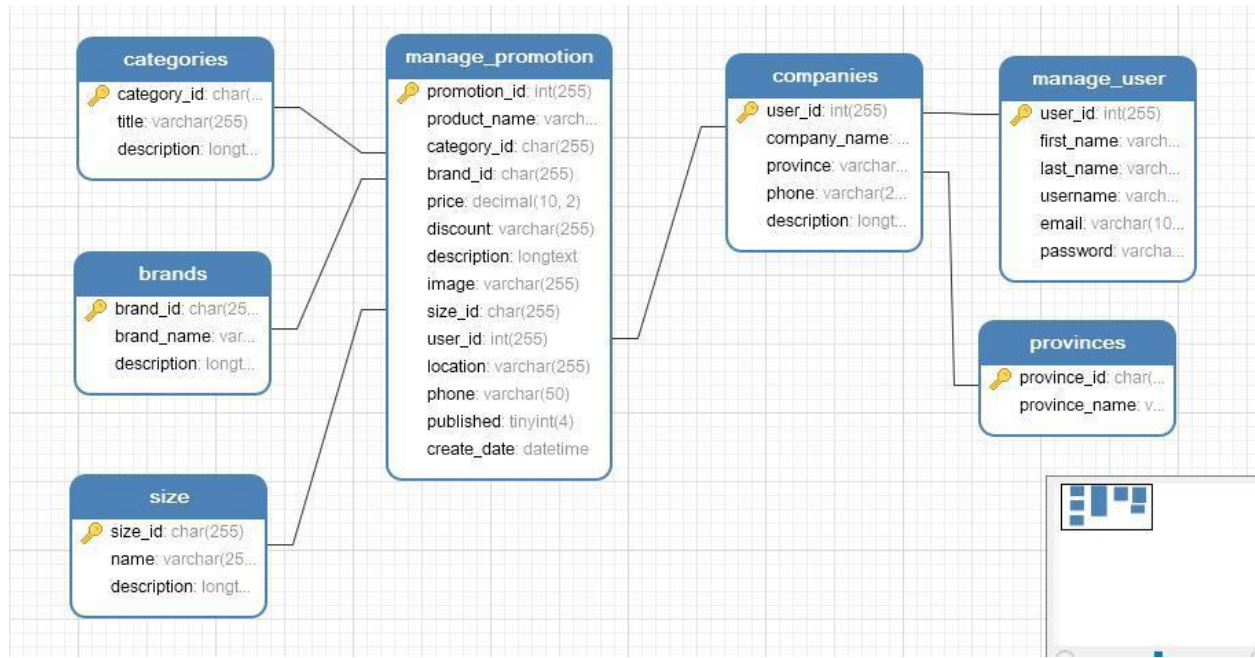 categories
category_id: char(...
title: varchar(255)
description: longt...
manage_promotion
promotion_id: int(255)
product_name: varch...
category_id: char(255)
brand_id: char(255)
price: decimal(10, 2)
discount: varchar(255)
description: longtext
image: varchar(255)
size_id: char(255)
user_id: int(255)
location: varchar(255)
phone: varchar(50)
published: tinyint(4)
create_date: datetime
companies
user_id: int(255)
company_name: ...
province: varchar...
phone: varchar(2...
description: longt...
manage_user
user_id: int(255)
first_name: varch...
last_name: varch...
username: varch...
email: varchar(10...
password: varcha...
brands
brand_id: char(25...
brand_name: var...
description: longt...
provinces
province_id: char(...
province_name: v...
size
size_id: char(255)
name: varchar(25...
description: longt...